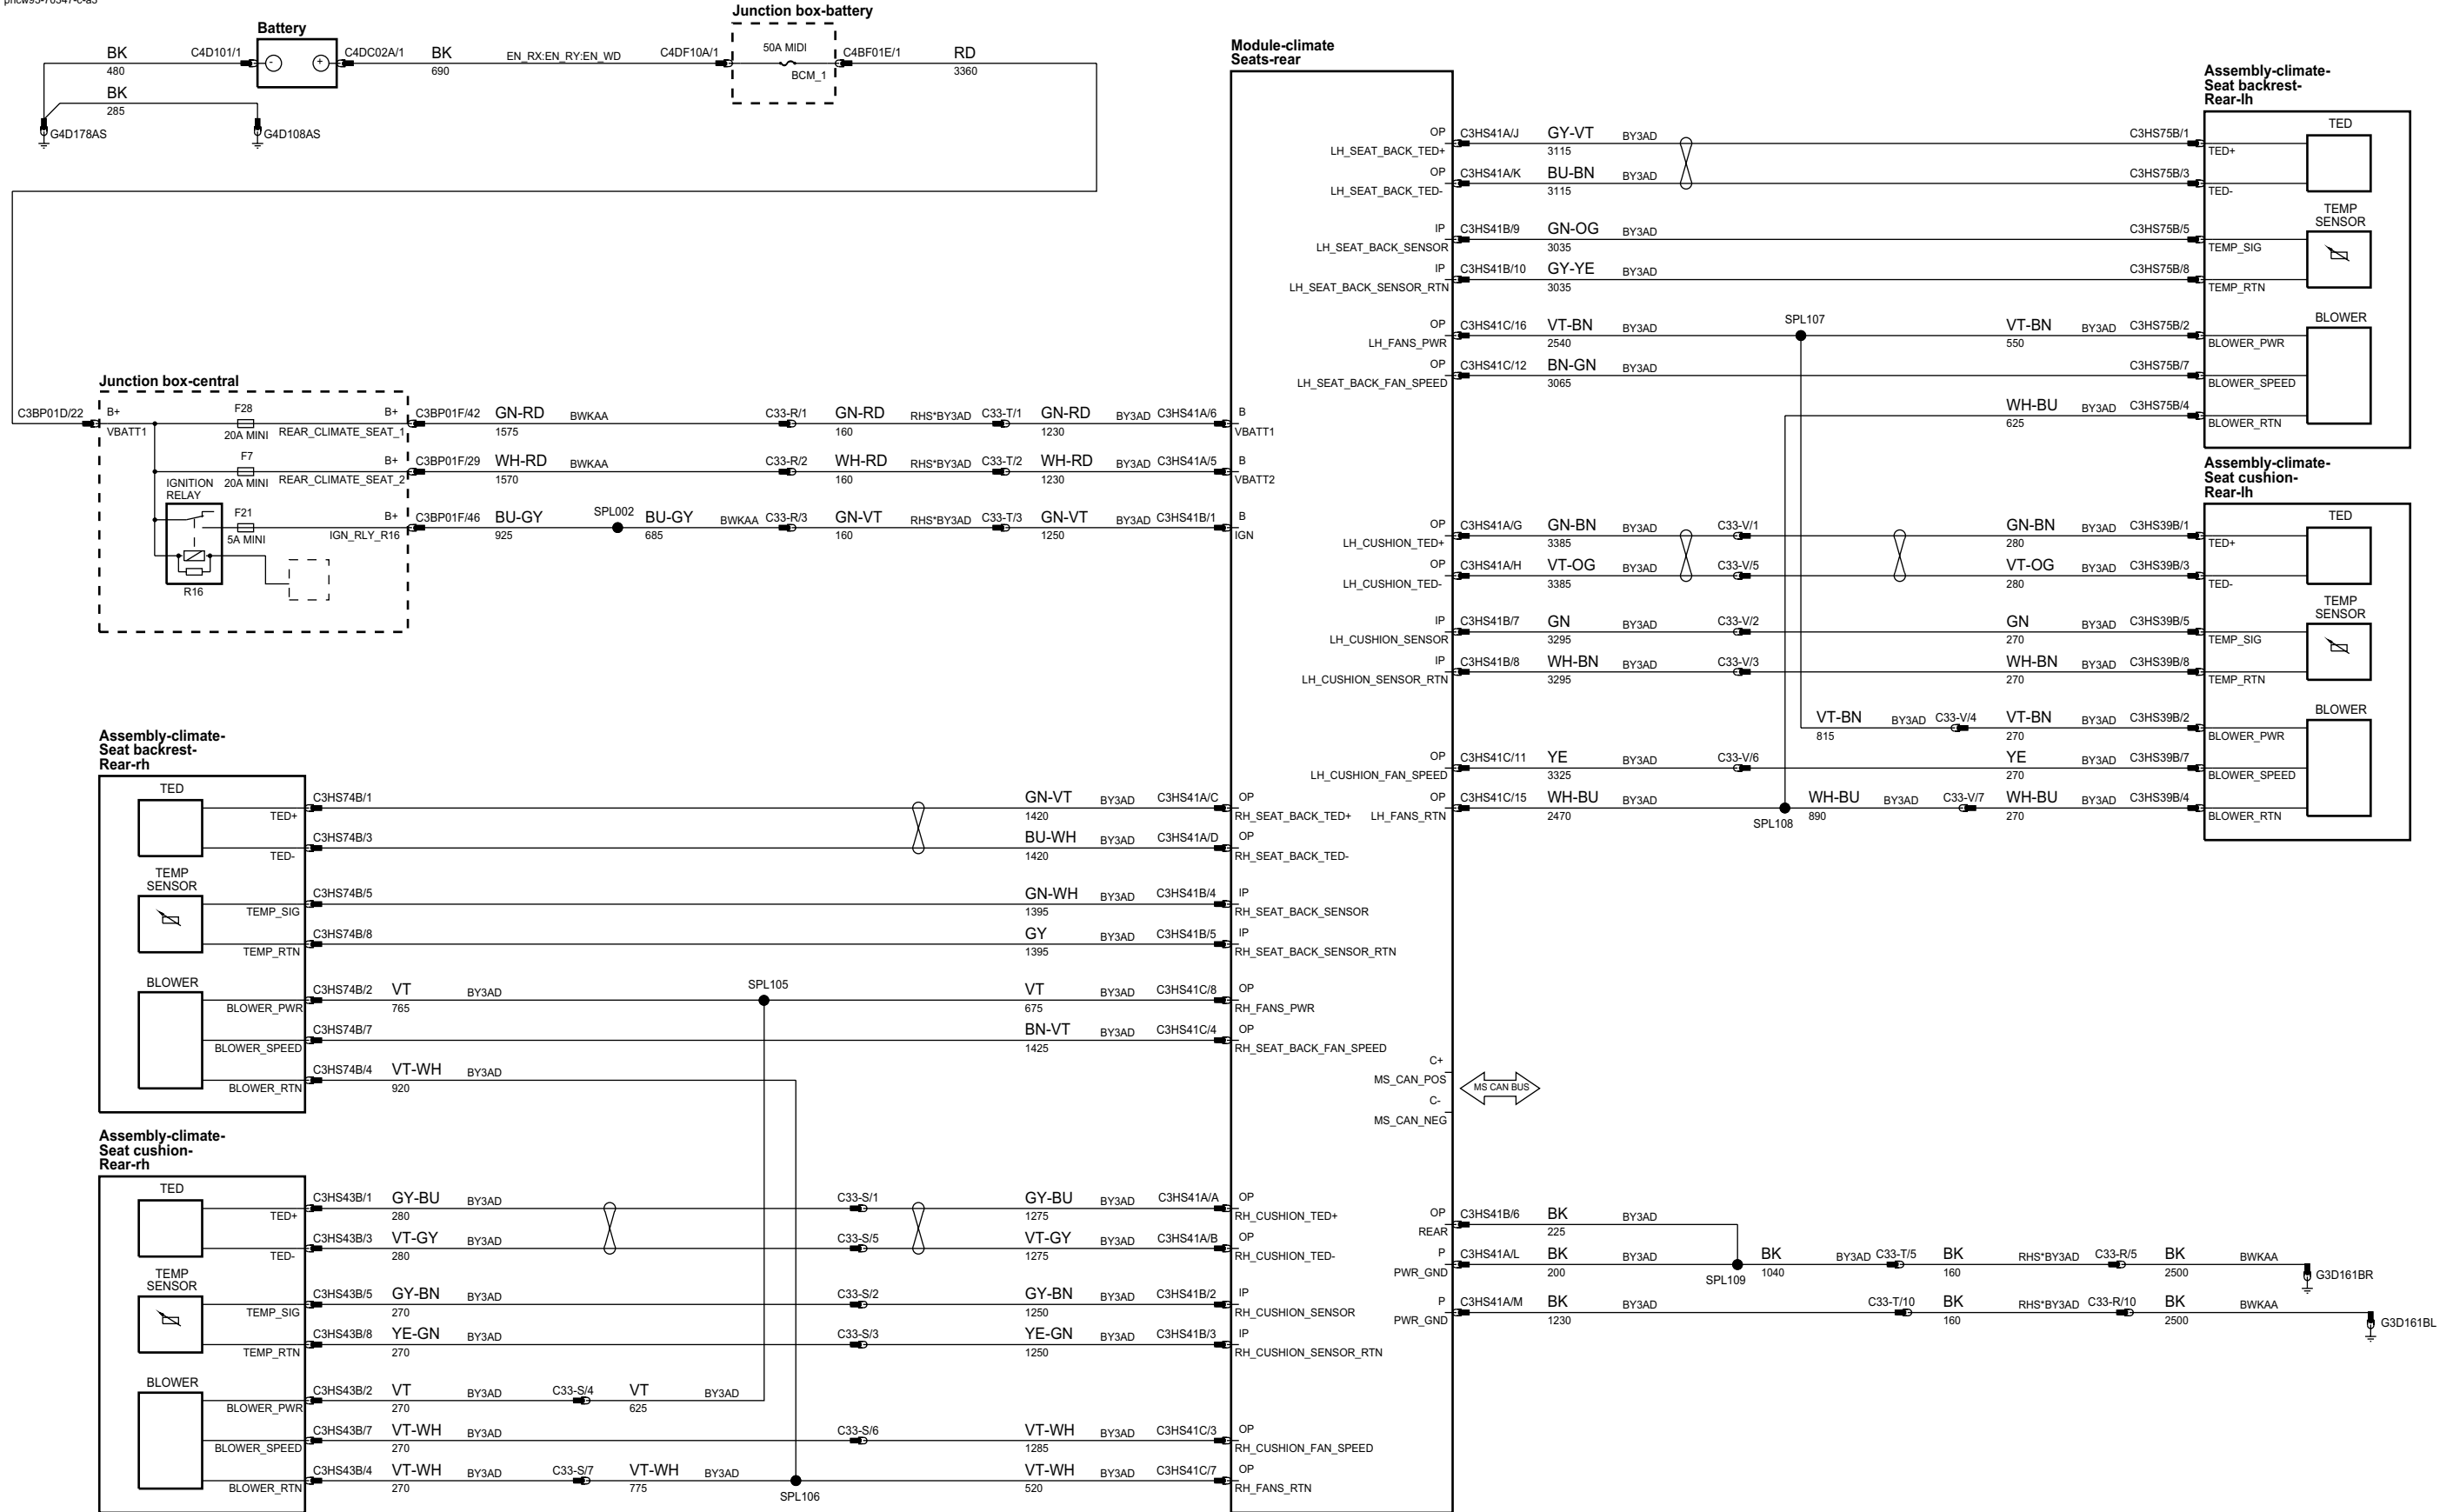 Junction box-battery
Battery
BK
480
C4D101/1
C4DC02A/1
BK
690
EN_RX:EN_RY:EN_WD
C4DF10A/1
50A MIDI
BCM_1
C4BF01E/1
RD
3360
BK
285
G4D178AS
G4D108AS
Module-climate
Seats-rear
Assembly-climate-
Seat backrest-
Rear-lh
OP C3HS41A/J GY-VT BY3AD C3HS75B/1 TED
LH_SEAT_BACK_TED+ 3115 TED+
OP C3HS41A/K BU-BN BY3AD C3HS75B/3
LH_SEAT_BACK_TED- 3115 TED-
TEMP
SENSOR
IP C3HS41B/9 GN-OG BY3AD C3HS75B/5
LH_SEAT_BACK_SENSOR 3035 TEMP_SIG
IP C3HS41B/10 GY-YE BY3AD C3HS75B/8
LH_SEAT_BACK_SENSOR_RTN 3035 TEMP_RTN
OP C3HS41C/16 VT-BN BY3AD SPL107 VT-BN BY3AD C3HS75B/2 BLOWER
LH_FANS_PWR 2540 550 BLOWER_PWR
OP C3HS41C/12 BN-GN BY3AD C3HS75B/7
LH_SEAT_BACK_FAN_SPEED 3065 BLOWER_SPEED
WH-BU BY3AD C3HS75B/4
625 BLOWER_RTN
Junction box-central
C3BP01D/22 B+ F28 B+ C3BP01F/42 GN-RD BWKAA C33-R/1 GN-RD RHS*BY3AD C33-T/1 GN-RD BY3AD C3HS41A/6 B
VBATT1 20A MINI REAR_CLIMATE_SEAT_1 1575 160 1230 VBATT1
F7 B+ C3BP01F/29 WH-RD BWKAA C33-R/2 WH-RD RHS*BY3AD C33-T/2 WH-RD BY3AD C3HS41A/5 B
20A MINI REAR_CLIMATE_SEAT_2 1570 160 1230 VBATT2
IGNITION
RELAY
F21 B+ C3BP01F/46 BU-GY SPL002 BU-GY BWKAA C33-R/3 GN-VT RHS*BY3AD C33-T/3 GN-VT BY3AD C3HS41B/1 B
5A MINI IGN_RLY_R16 925 685 160 1250 IGN
R16
Assembly-climate-
Seat cushion-
Rear-lh
OP C3HS41A/G GN-BN BY3AD C33-V/1 GN-BN BY3AD C3HS39B/1 TED
LH_CUSHION_TED+ 3385 280 TED+
OP C3HS41A/H VT-OG BY3AD C33-V/5 VT-OG BY3AD C3HS39B/3
LH_CUSHION_TED- 3385 280 TED-
TEMP
SENSOR
IP C3HS41B/7 GN BY3AD C33-V/2 GN BY3AD C3HS39B/5
LH_CUSHION_SENSOR 3295 270 TEMP_SIG
IP C3HS41B/8 WH-BN BY3AD C33-V/3 WH-BN BY3AD C3HS39B/8
LH_CUSHION_SENSOR_RTN 3295 270 TEMP_RTN
VT-BN BY3AD C33-V/4 VT-BN BY3AD C3HS39B/2 BLOWER
815 270 BLOWER_PWR
OP C3HS41C/11 YE BY3AD C33-V/6 YE BY3AD C3HS39B/7
LH_CUSHION_FAN_SPEED 3325 270 BLOWER_SPEED
OP C3HS41C/15 WH-BU BY3AD WH-BU BY3AD C33-V/7 WH-BU BY3AD C3HS39B/4
LH_FANS_RTN 2470 SPL108 890 270 BLOWER_RTN
Assembly-climate-
Seat backrest-
Rear-rh
TED C3HS74B/1 GN-VT BY3AD C3HS41A/C OP
TED+ 1420 RH_SEAT_BACK_TED+
C3HS74B/3 BU-WH BY3AD C3HS41A/D OP
TED- 1420 RH_SEAT_BACK_TED-
TEMP
SENSOR
C3HS74B/5 GN-WH BY3AD C3HS41B/4 IP
TEMP_SIG 1395 RH_SEAT_BACK_SENSOR
C3HS74B/8 GY BY3AD C3HS41B/5 IP
TEMP_RTN 1395 RH_SEAT_BACK_SENSOR_RTN
BLOWER C3HS74B/2 VT BY3AD SPL105 VT BY3AD C3HS41C/8 OP
BLOWER_PWR 765 675 RH_FANS_PWR
C3HS74B/7 BN-VT BY3AD C3HS41C/4 OP
BLOWER_SPEED 1425 RH_SEAT_BACK_FAN_SPEED
C3HS74B/4 VT-WH BY3AD
BLOWER_RTN 920
C+
MS_CAN_POS
MS CAN BUS
C-
MS_CAN_NEG
Assembly-climate-
Seat cushion-
Rear-rh
TED C3HS43B/1 GY-BU BY3AD C33-S/1 GY-BU BY3AD C3HS41A/A OP
TED+ 280 1275 RH_CUSHION_TED+
C3HS43B/3 VT-GY BY3AD C33-S/5 VT-GY BY3AD C3HS41A/B OP
TED- 280 1275 RH_CUSHION_TED-
TEMP
SENSOR
C3HS43B/5 GY-BN BY3AD C33-S/2 GY-BN BY3AD C3HS41B/2 IP
TEMP_SIG 270 1250 RH_CUSHION_SENSOR
C3HS43B/8 YE-GN BY3AD C33-S/3 YE-GN BY3AD C3HS41B/3 IP
TEMP_RTN 270 1250 RH_CUSHION_SENSOR_RTN
BLOWER C3HS43B/2 VT BY3AD C33-S/4 VT BY3AD
BLOWER_PWR 270 625
C3HS43B/7 VT-WH BY3AD C33-S/6 VT-WH BY3AD C3HS41C/3 OP
BLOWER_SPEED 270 1285 RH_CUSHION_FAN_SPEED
C3HS43B/4 VT-WH BY3AD C33-S/7 VT-WH BY3AD VT-WH BY3AD C3HS41C/7 OP
BLOWER_RTN 270 775 SPL106 520 RH_FANS_RTN
OP C3HS41B/6 BK BY3AD
REAR 225
P C3HS41A/L BK BY3AD BK BY3AD C33-T/5 BK RHS*BY3AD C33-R/5 BK BWKAA
PWR_GND 200 SPL109 1040 160 2500 G3D161BR
P C3HS41A/M BK BY3AD C33-T/10 BK RHS*BY3AD C33-R/10 BK BWKAA
PWR_GND 1230 160 2500 G3D161BL